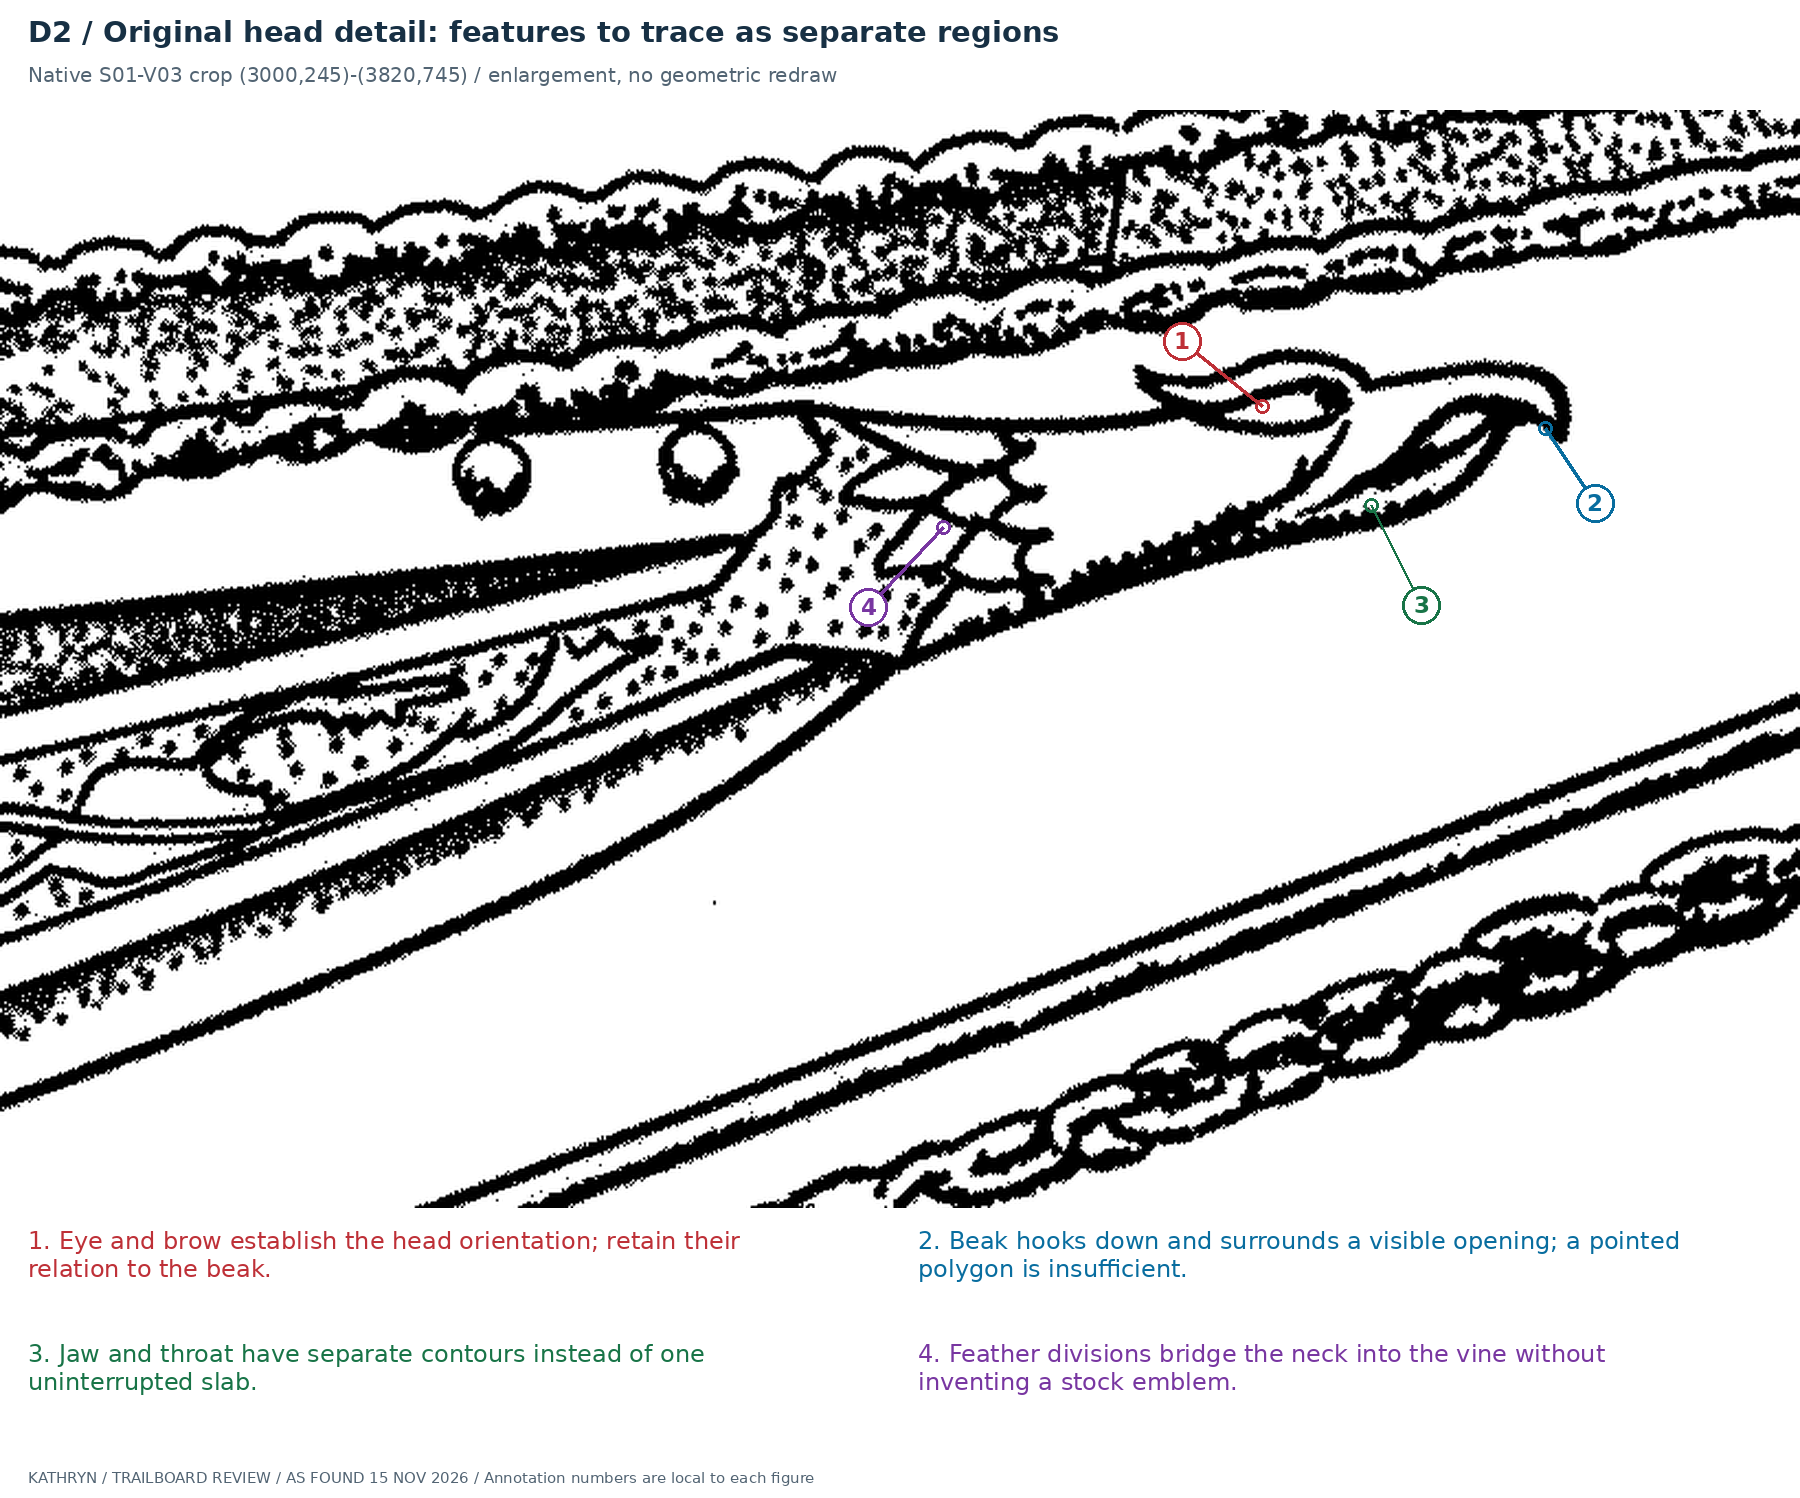 D2 / Original head detail: features to trace as separate regions
Native S01-V03 crop (3000,245)-(3820,745) / enlargement, no geometric redraw
1
2
4
3
1. Eye and brow establish the head orientation; retain their
relation to the beak.
2. Beak hooks down and surrounds a visible opening; a pointed
polygon is insufficient.
3. Jaw and throat have separate contours instead of one
uninterrupted slab.
4. Feather divisions bridge the neck into the vine without
inventing a stock emblem.
KATHRYN / TRAILBOARD REVIEW / AS FOUND 15 NOV 2026 / Annotation numbers are local to each figure